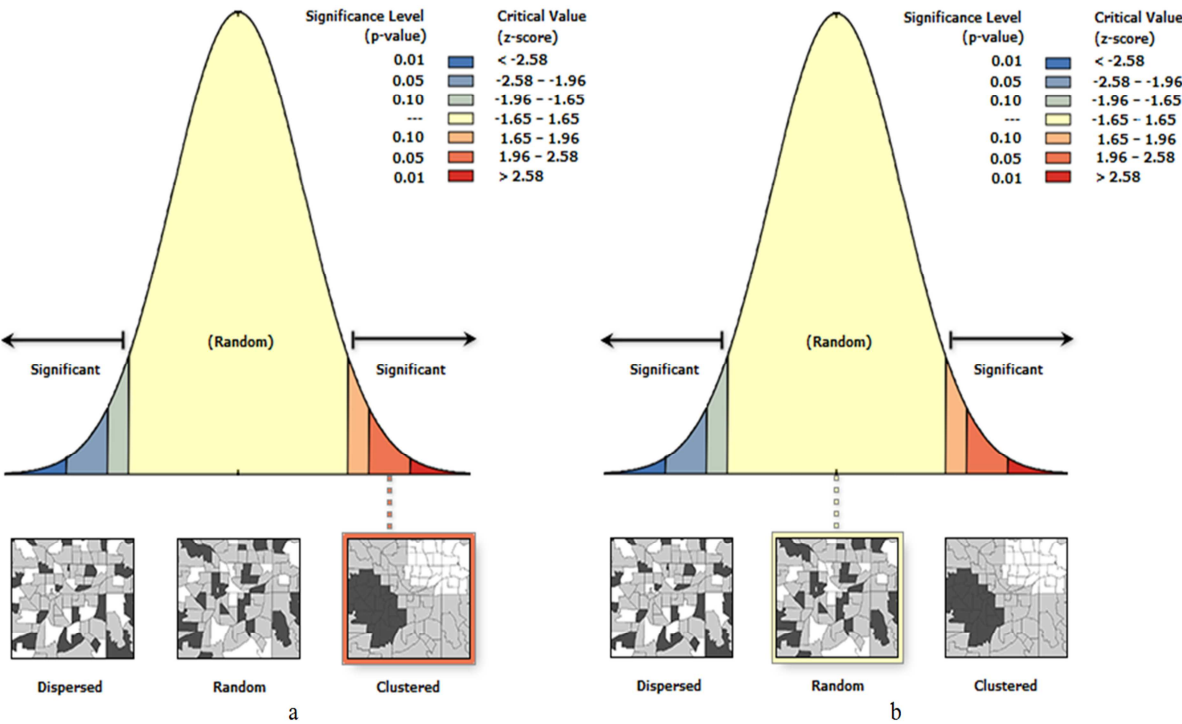 Significance Level (p-value) Critical Value (z-score)
0.01 < -2.58
0.05 -2.58 – -1.96
0.10 -1.96 – -1.65
--- -1.65 – 1.65
0.10 1.65 – 1.96
0.05 1.96 – 2.58
0.01 > 2.58
(Random)
Significant
Significant
Dispersed
Random
Clustered
a
Significance Level (p-value) Critical Value (z-score)
0.01 < -2.58
0.05 -2.58 – -1.96
0.10 -1.96 – -1.65
--- -1.65 - 1.65
0.10 1.65 – 1.96
0.05 1.96 – 2.58
0.01 > 2.58
(Random)
Significant
Significant
Dispersed
Random
Clustered
b